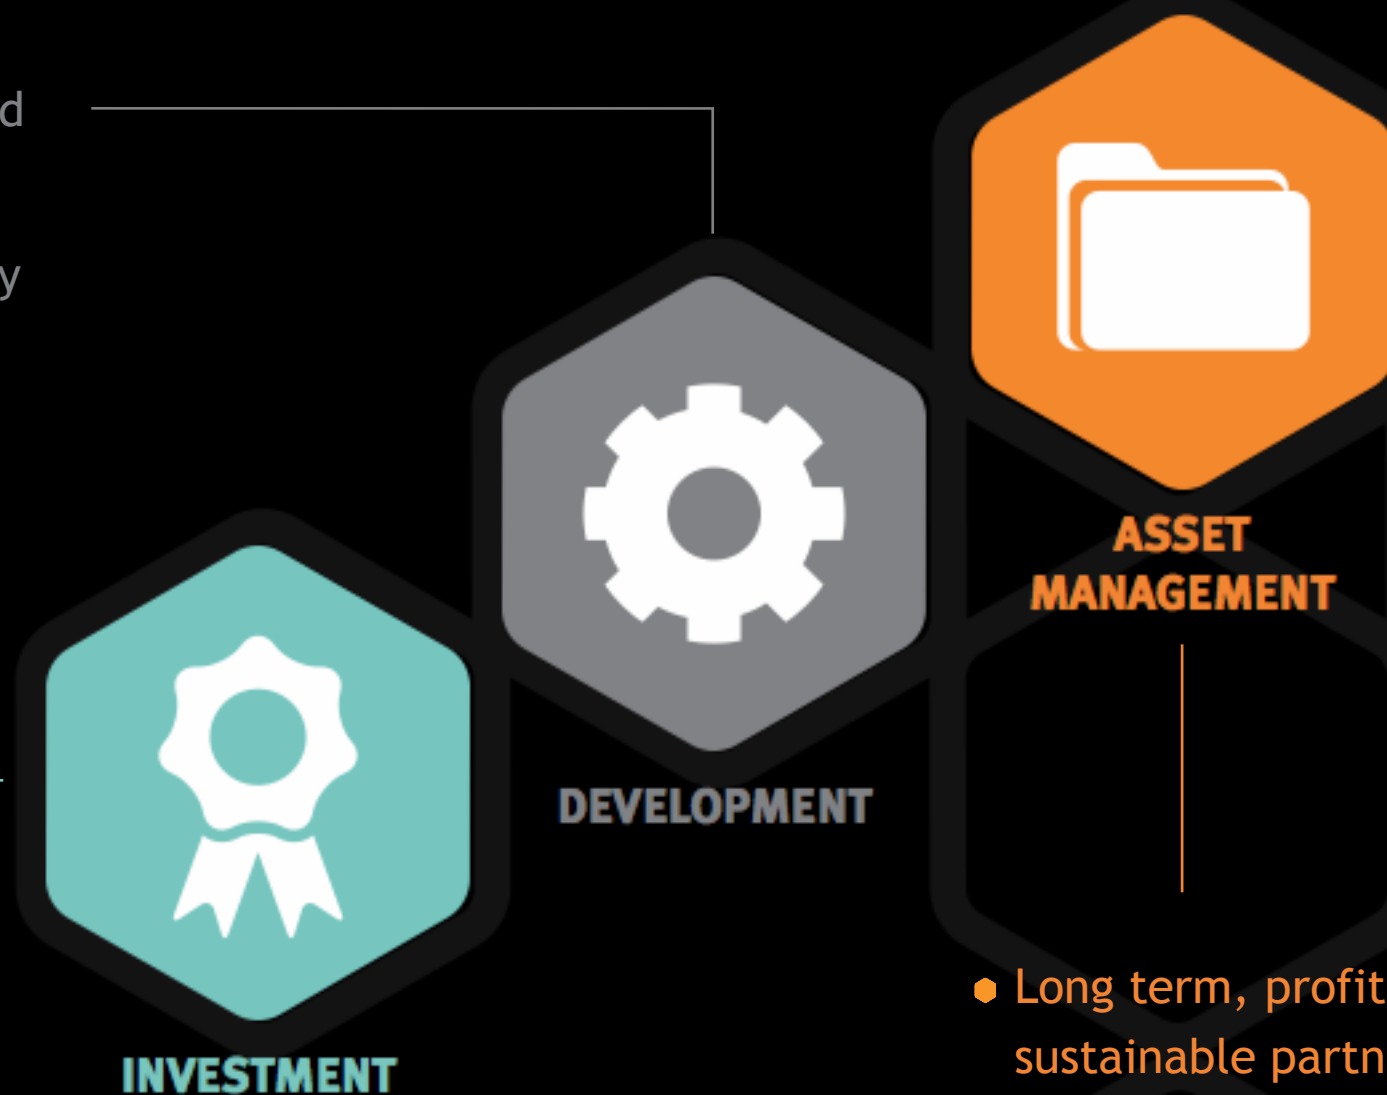 d
y
ASSET
MANAGEMENT
DEVELOPMENT
INVESTMENT
Long term, profit
sustainable partn